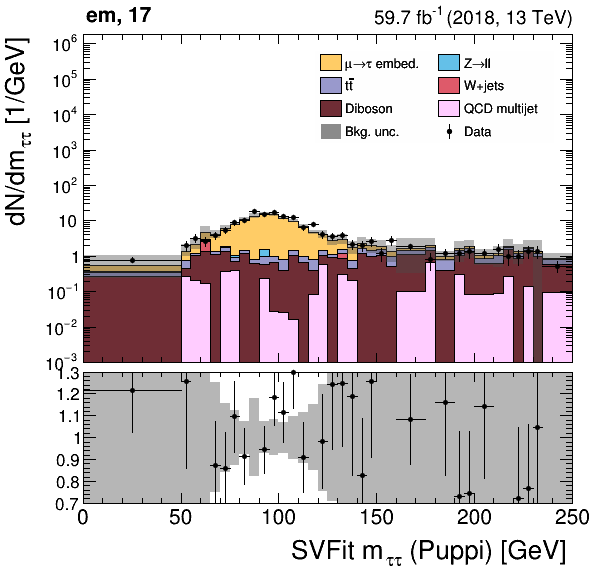 em, 17
59.7 fb⁻¹ (2018, 13 TeV)
dN/dm_ττ [1/GeV]
10⁶
10⁵
10⁴
10³
10²
10
1
10⁻¹
10⁻²
10⁻³
μ→τ embed.
Z→ll
tt̄
W+jets
Diboson
QCD multijet
Bkg. unc.
Data
1.3
1.2
1.1
1
0.9
0.8
0.7
0 50 100 150 200 250
SVFit m_ττ (Puppi) [GeV]